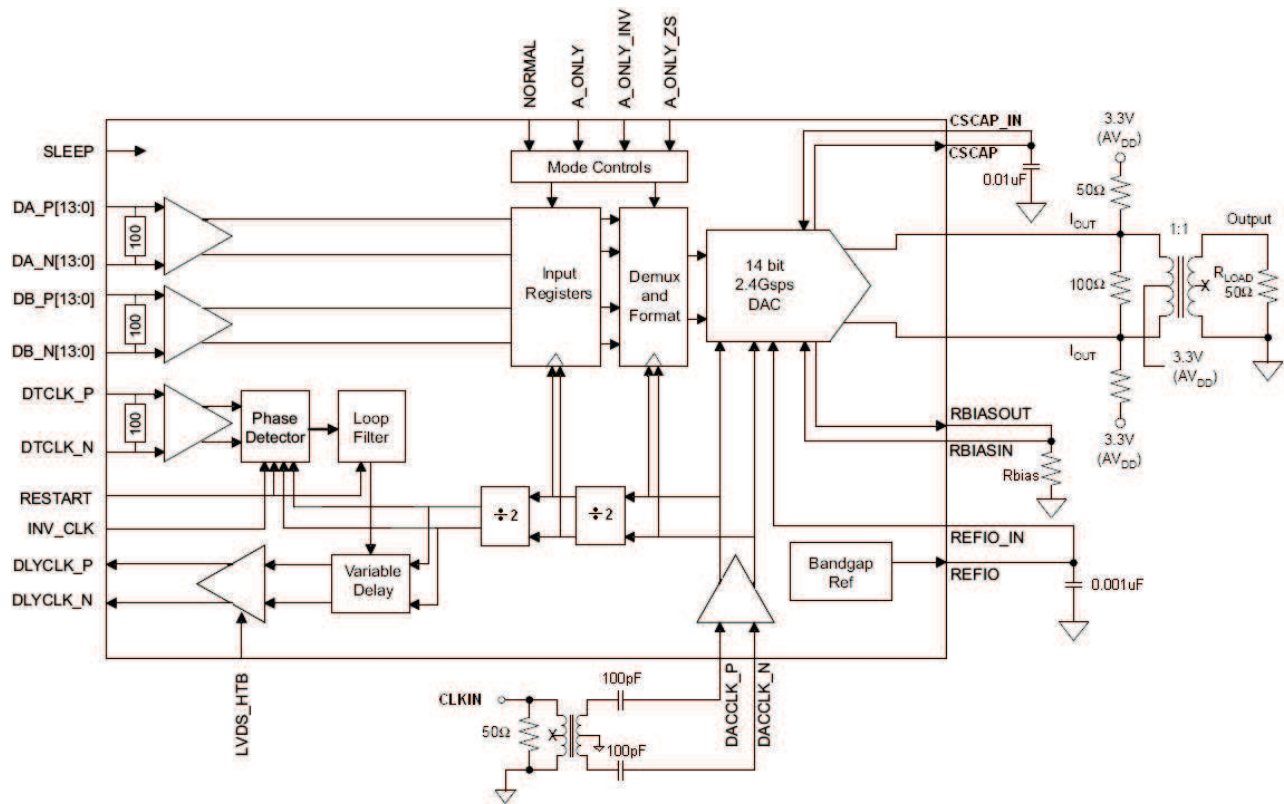 NORMAL
A_ONLY
A_ONLY_INV
A_ONLY_ZS
SLEEP
DA_P[13:0]
100
DA_N[13:0]
DB_P[13:0]
100
DB_N[13:0]
DTCLK_P
100
DTCLK_N
RESTART
INV_CLK
DLYCLK_P
DLYCLK_N
LVDS_HTB
Mode Controls
Input
Registers
Demux
and
Format
14 bit
2.4Gsps
DAC
Phase
Detector
Loop
Filter
÷2
÷2
Variable
Delay
Bandgap
Ref
CSCAP_IN
CSCAP
0.01uF
3.3V
(AVDD)
50Ω
IOUT
1:1
Output
100Ω
RLOAD
50Ω
IOUT
3.3V
(AVDD)
3.3V
(AVDD)
RBIASOUT
RBIASIN
Rbias
REFIO_IN
REFIO
0.001uF
DACCLK_P
DACCLK_N
CLKIN
50Ω
100pF
100pF